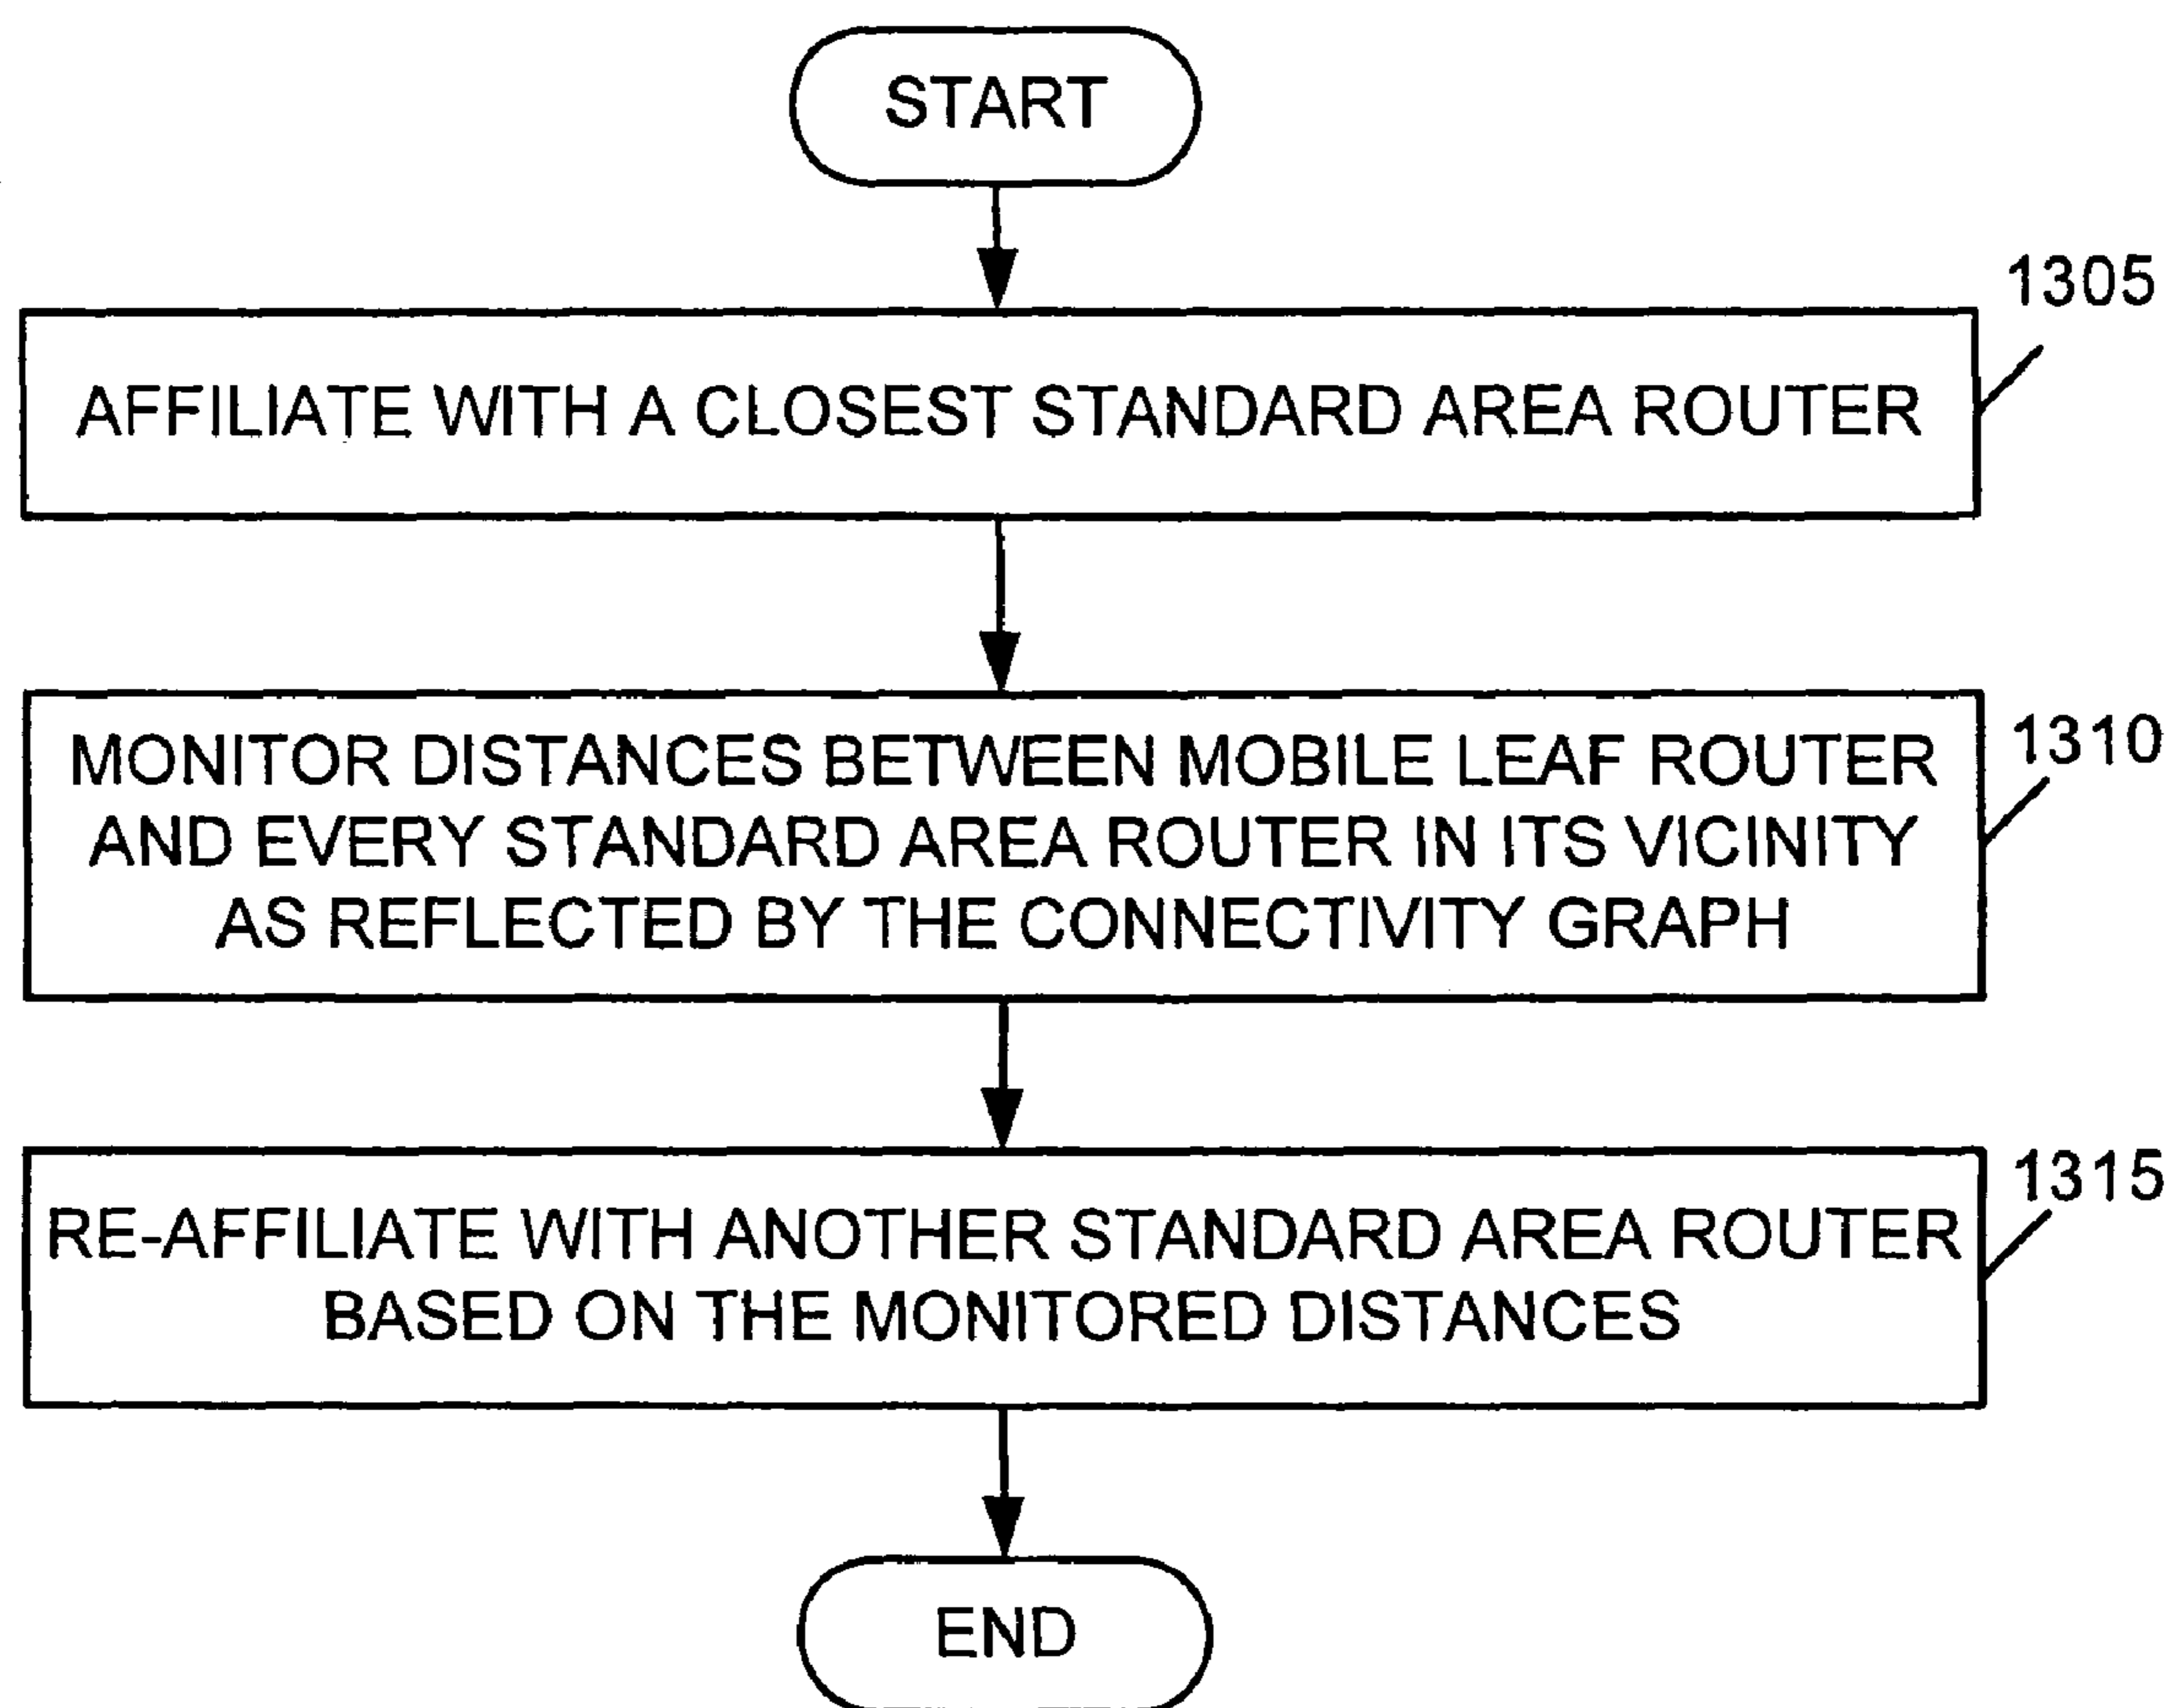 START
1305
AFFILIATE WITH A CLOSEST STANDARD AREA ROUTER
1310
MONITOR DISTANCES BETWEEN MOBILE LEAF ROUTER
AND EVERY STANDARD AREA ROUTER IN ITS VICINITY
AS REFLECTED BY THE CONNECTIVITY GRAPH
1315
RE-AFFILIATE WITH ANOTHER STANDARD AREA ROUTER
BASED ON THE MONITORED DISTANCES
END